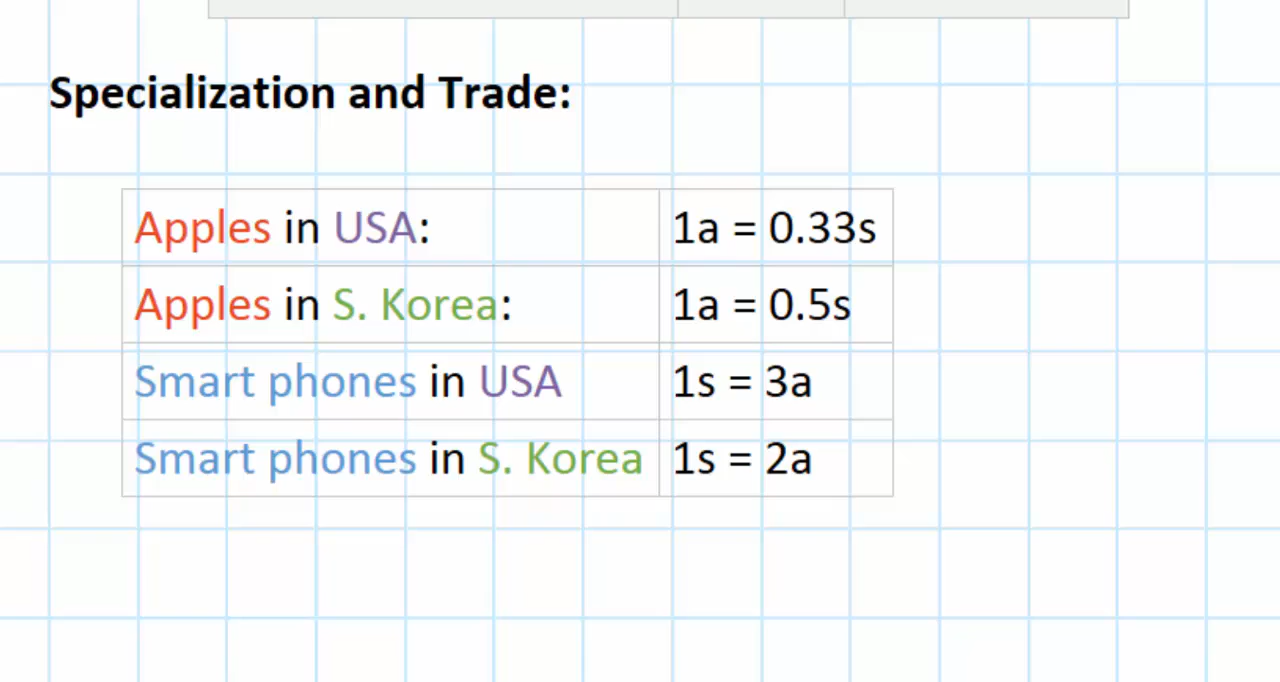 Specialization and Trade:
Apples in USA: 1a = 0.33s
Apples in S. Korea: 1a = 0.5s
Smart phones in USA 1s = 3a
Smart phones in S. Korea 1s = 2a